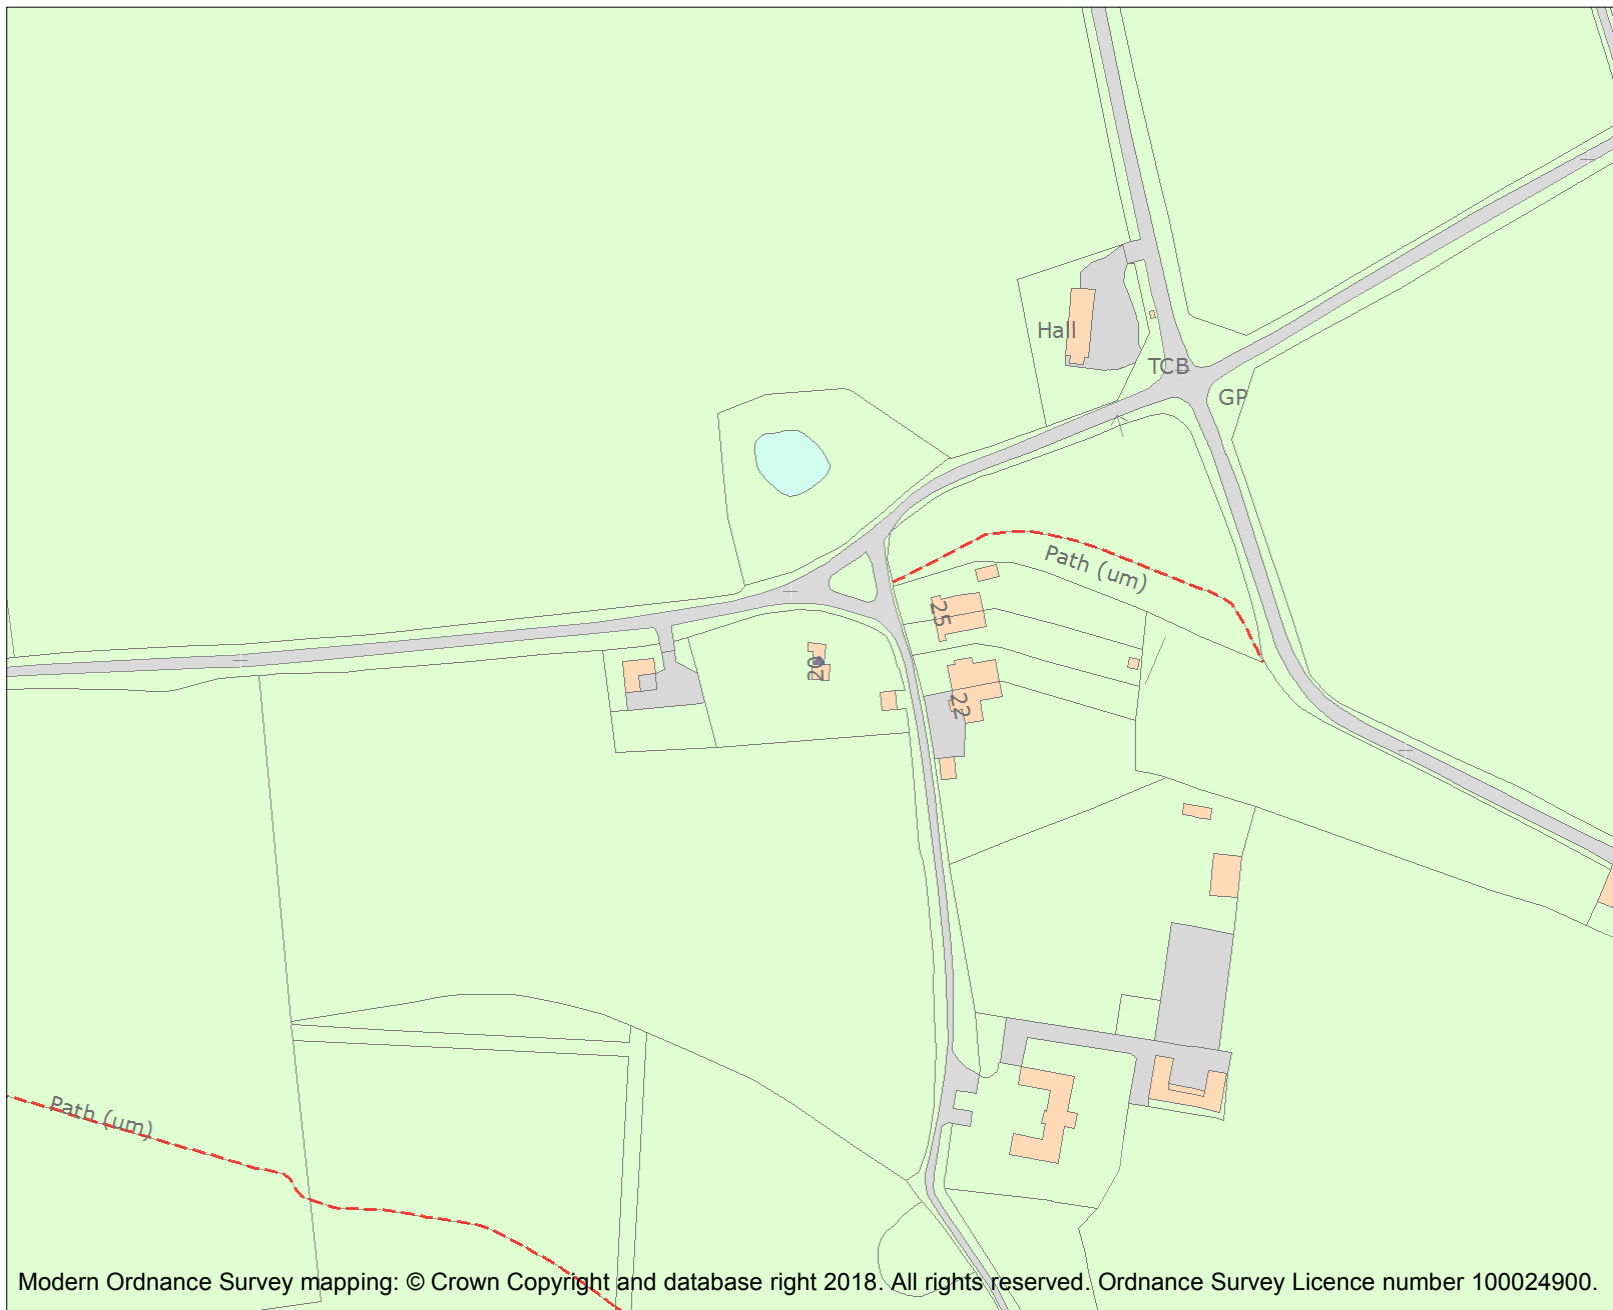 Hall
TCB
GP
Path (um)
25
20
22
Path (um)
Modern Ordnance Survey mapping: © Crown Copyright and database right 2018. All rights reserved. Ordnance Survey Licence number 100024900.